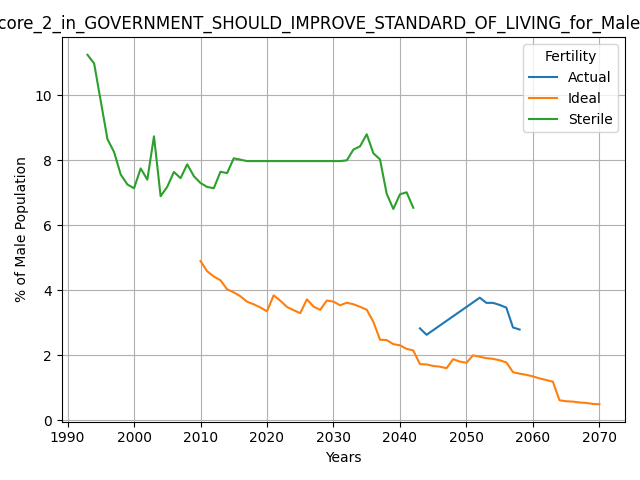 core_2_in_GOVERNMENT_SHOULD_IMPROVE_STANDARD_OF_LIVING_for_Male
Fertility
Actual
Ideal
Sterile
% of Male Population
10
8
6
4
2
0
1990 2000 2010 2020 2030 2040 2050 2060 2070
Years